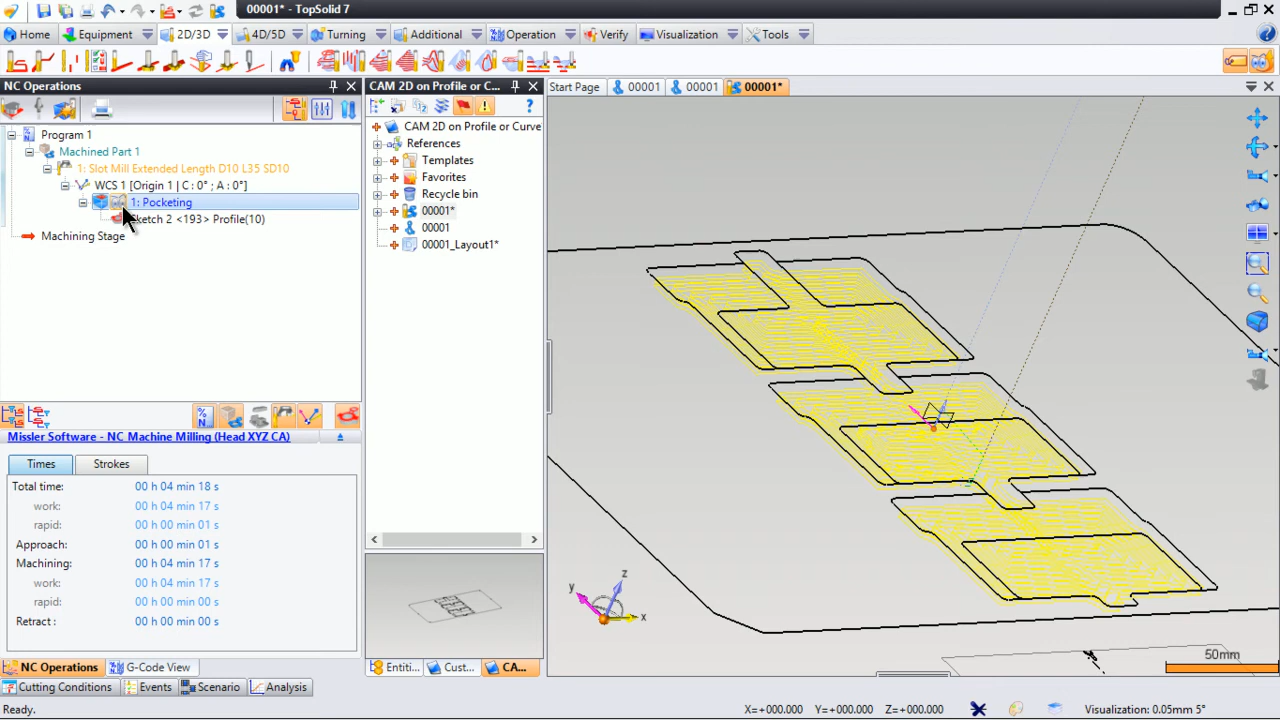 00001* - TopSolid 7
Home
Equipment
2D/3D
4D/5D
Turning
Additional
Operation
Verify
Visualization
Tools
NC Operations
CAM 2D on Profile or C...
Start Page
00001
00001
00001*
Program 1
Machined Part 1
1: Slot Mill Extended Length D10 L35 SD10
WCS 1 [Origin 1 | C : 0° ; A : 0°]
1: Pocketing
ketch 2 <193> Profile(10)
Machining Stage
CAM 2D on Profile or Curve
References
Templates
Favorites
Recycle bin
00001*
00001
00001_Layout1*
Missler Software - NC Machine Milling (Head XYZ CA)
Times
Strokes
Total time: 00 h 04 min 18 s
work: 00 h 04 min 17 s
rapid: 00 h 00 min 01 s
Approach: 00 h 00 min 01 s
Machining: 00 h 04 min 17 s
work: 00 h 04 min 17 s
rapid: 00 h 00 min 00 s
Retract : 00 h 00 min 00 s
NC Operations
G-Code View
Entiti...
Cust...
CA...
Cutting Conditions
Events
Scenario
Analysis
z
y
x
50mm
Ready.
X=+000.000 Y=+000.000 Z=+000.000
Visualization: 0.05mm 5°